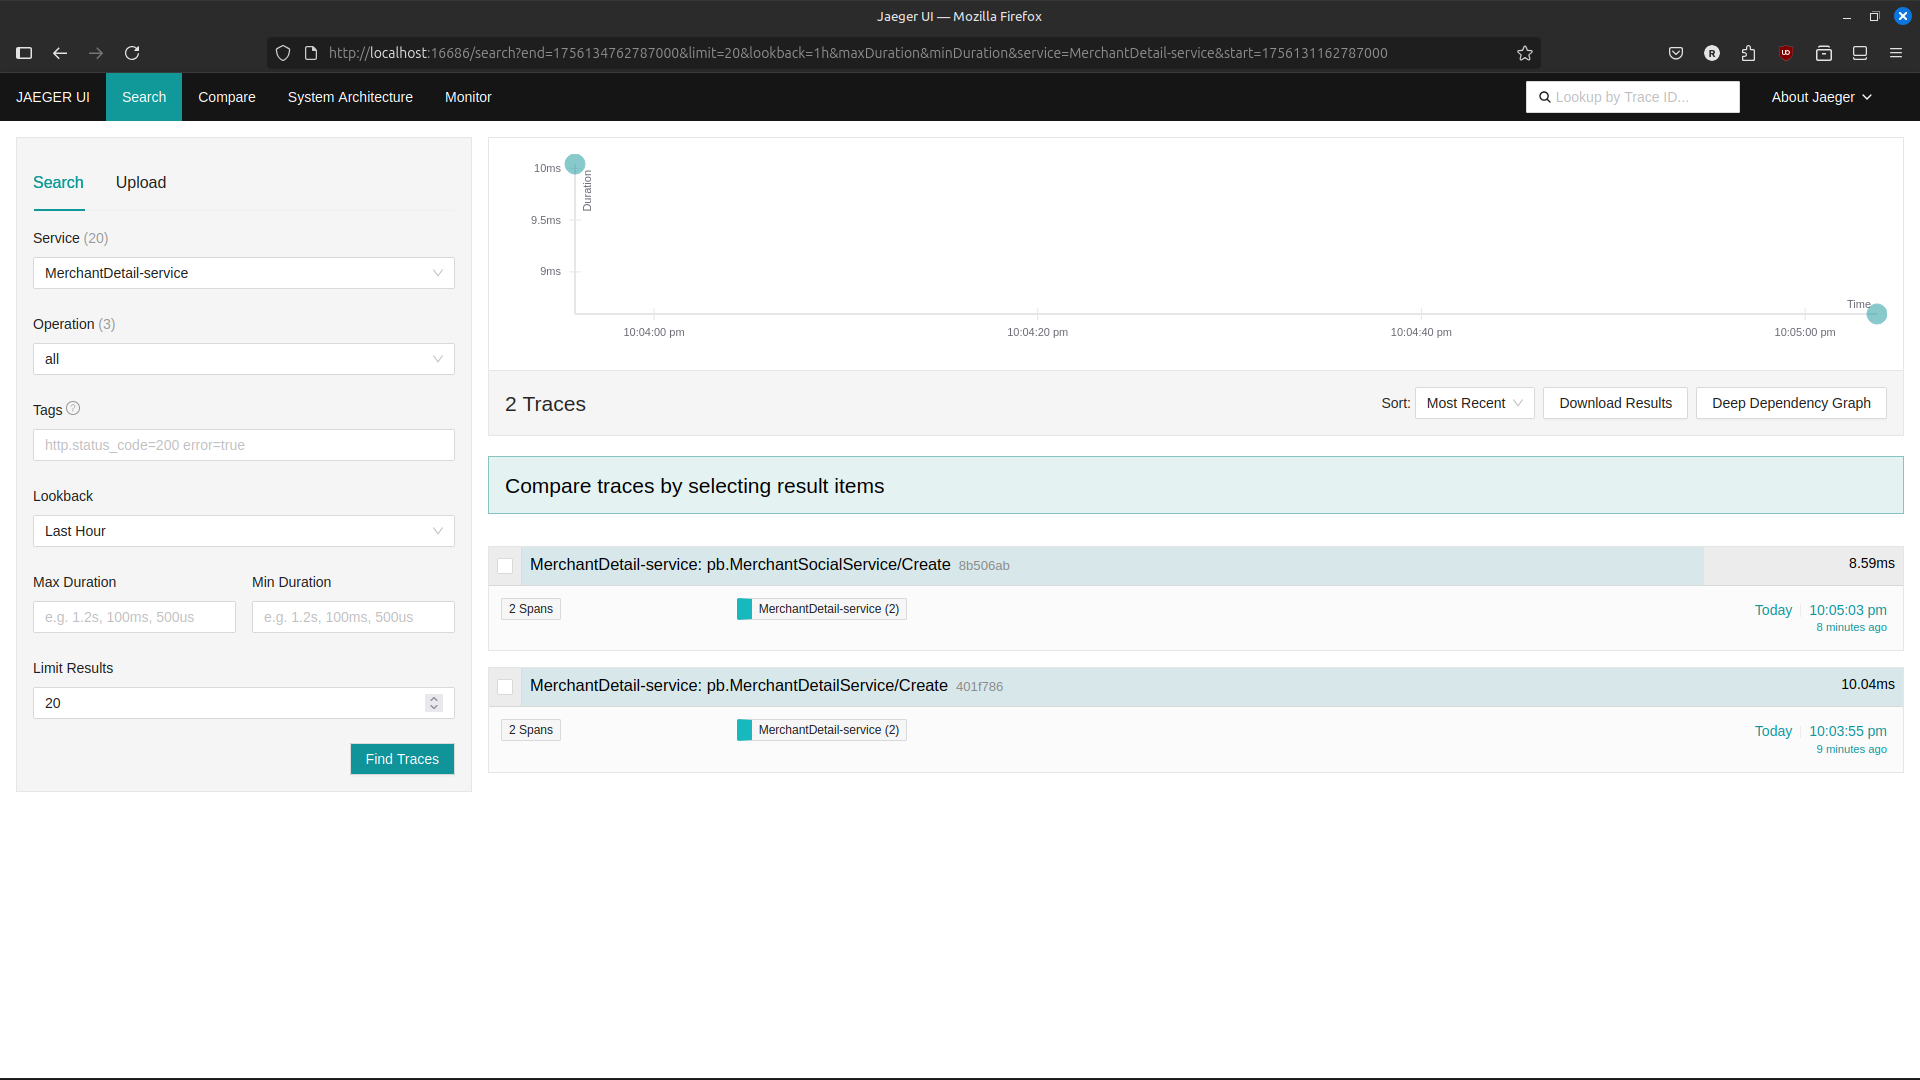 Jaeger UI — Mozilla Firefox
http://localhost:16686/search?end=1756134762787000&limit=20&lookback=1h&maxDuration&minDuration&service=MerchantDetail-service&start=1756131162787000
JAEGER UI Search Compare System Architecture Monitor Lookup by Trace ID... About Jaeger
Search Upload
Service (20)
MerchantDetail-service
Operation (3)
all
Tags ?
http.status_code=200 error=true
Lookback
Last Hour
Max Duration Min Duration
e.g. 1.2s, 100ms, 500us e.g. 1.2s, 100ms, 500us
Limit Results
20
Find Traces
10ms
Duration
9.5ms
9ms
Time
10:04:00 pm 10:04:20 pm 10:04:40 pm 10:05:00 pm
2 Traces Sort: Most Recent Download Results Deep Dependency Graph
Compare traces by selecting result items
MerchantDetail-service: pb.MerchantSocialService/Create 8b506ab 8.59ms
2 Spans MerchantDetail-service (2) Today 10:05:03 pm
8 minutes ago
MerchantDetail-service: pb.MerchantDetailService/Create 401f786 10.04ms
2 Spans MerchantDetail-service (2) Today 10:03:55 pm
9 minutes ago